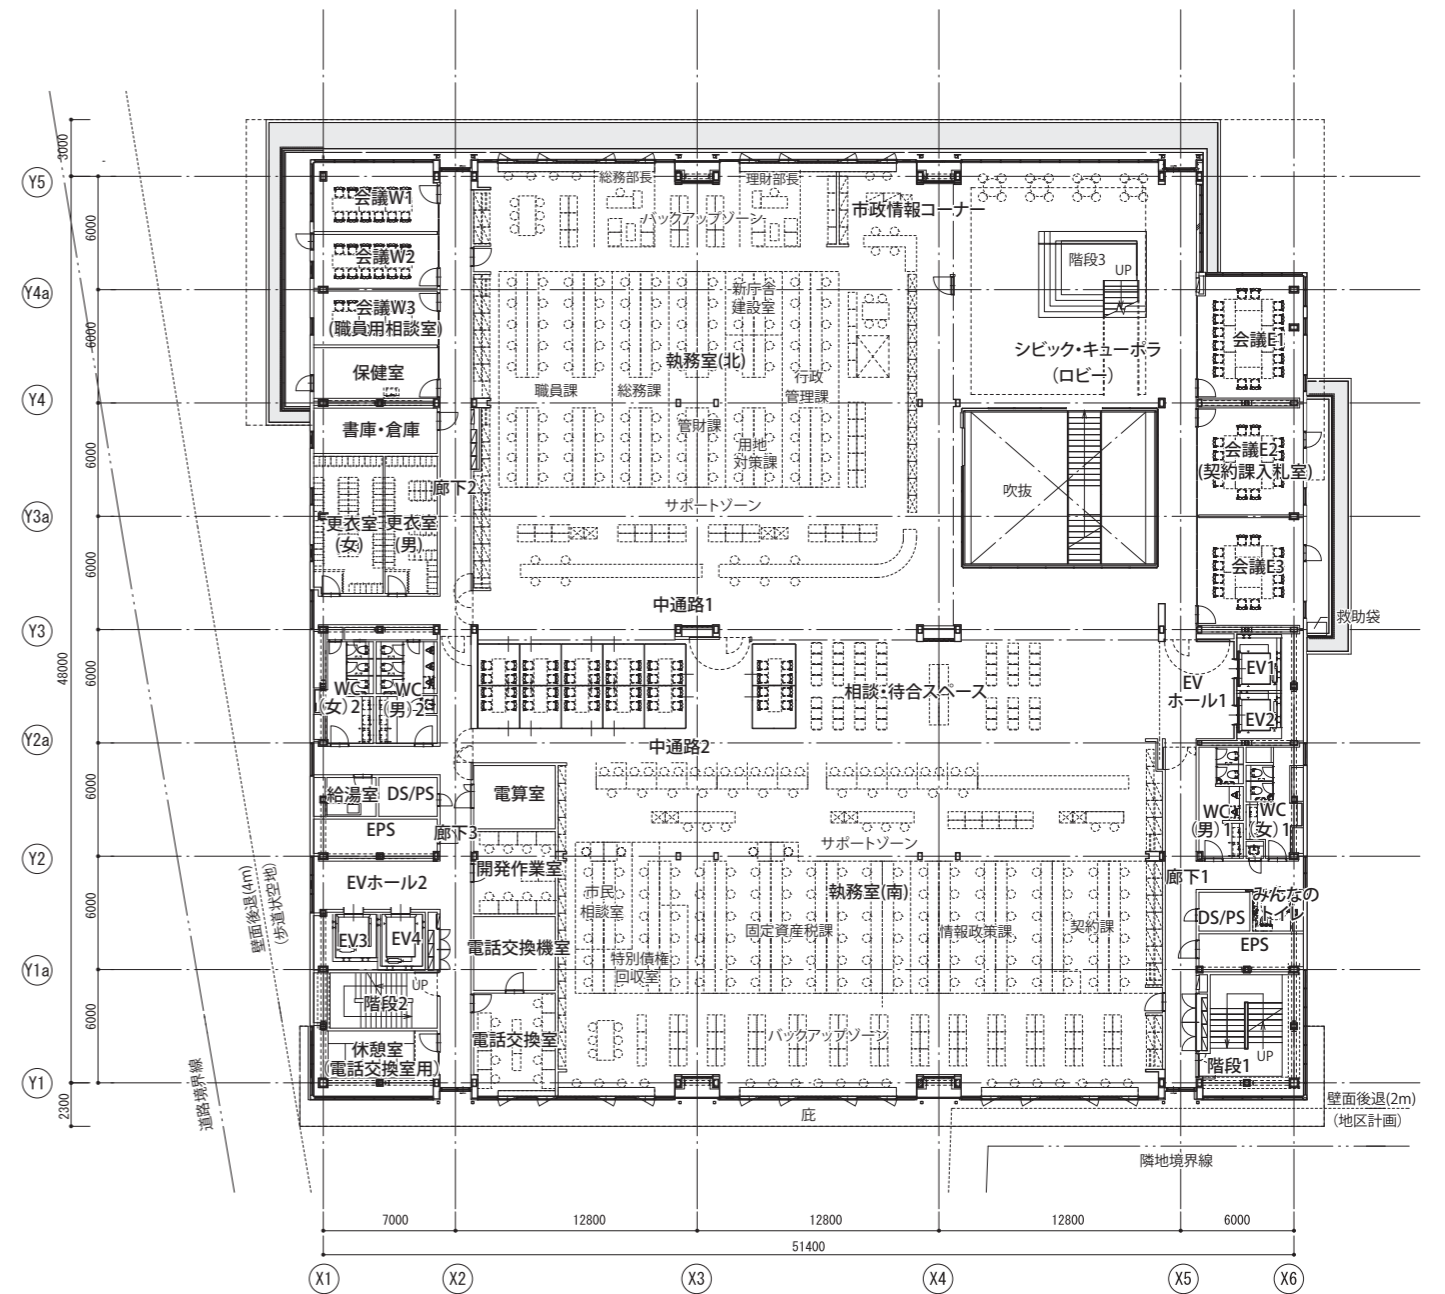 3000
Y5
総務部長
理財部長
会議W1
バックアップゾーン
市政情報コーナー
6000
会議W2
階段3
UP
Y4a
新庁舎
建設室
会議W3
(職員用相談室)
6000
会議E1
シビック・キューポラ
(ロビー)
執務室(北)
保健室
職員課
総務課
行政
管理課
Y4
書庫・倉庫
管財課
用地
対策課
会議E2
(契約課入札室)
6000
廊下2
吹抜
サポートゾーン
Y3a
更衣室
(女)
更衣室
(男)
6000
会議E3
中通路1
救助袋
Y3
48000
6000
EV1
WC
(女)2
WC
(男)2
相談・待合スペース
EV
ホール1
EV2
Y2a
中通路2
6000
給湯室
DS/PS
電算室
EPS
廊下3
WC
(男)1
WC
(女)1
サポートゾーン
Y2
開発作業室
EVホール2
市民
相談室
執務室(南)
廊下1
みんなの
トイレ
6000
壁面後退(4m)
(歩道状空地)
EV3
EV4
電話交換機室
固定資産税課
情報政策課
契約課
DS/PS
EPS
特別債権
回収室
Y1a
UP
階段2
6000
電話交換室
バックアップゾーン
休憩室
(電話交換室用)
UP
階段1
Y1
道路境界線
2300
庇
壁面後退(2m)
(地区計画)
隣地境界線
7000
12800
12800
12800
6000
51400
X1
X2
X3
X4
X5
X6